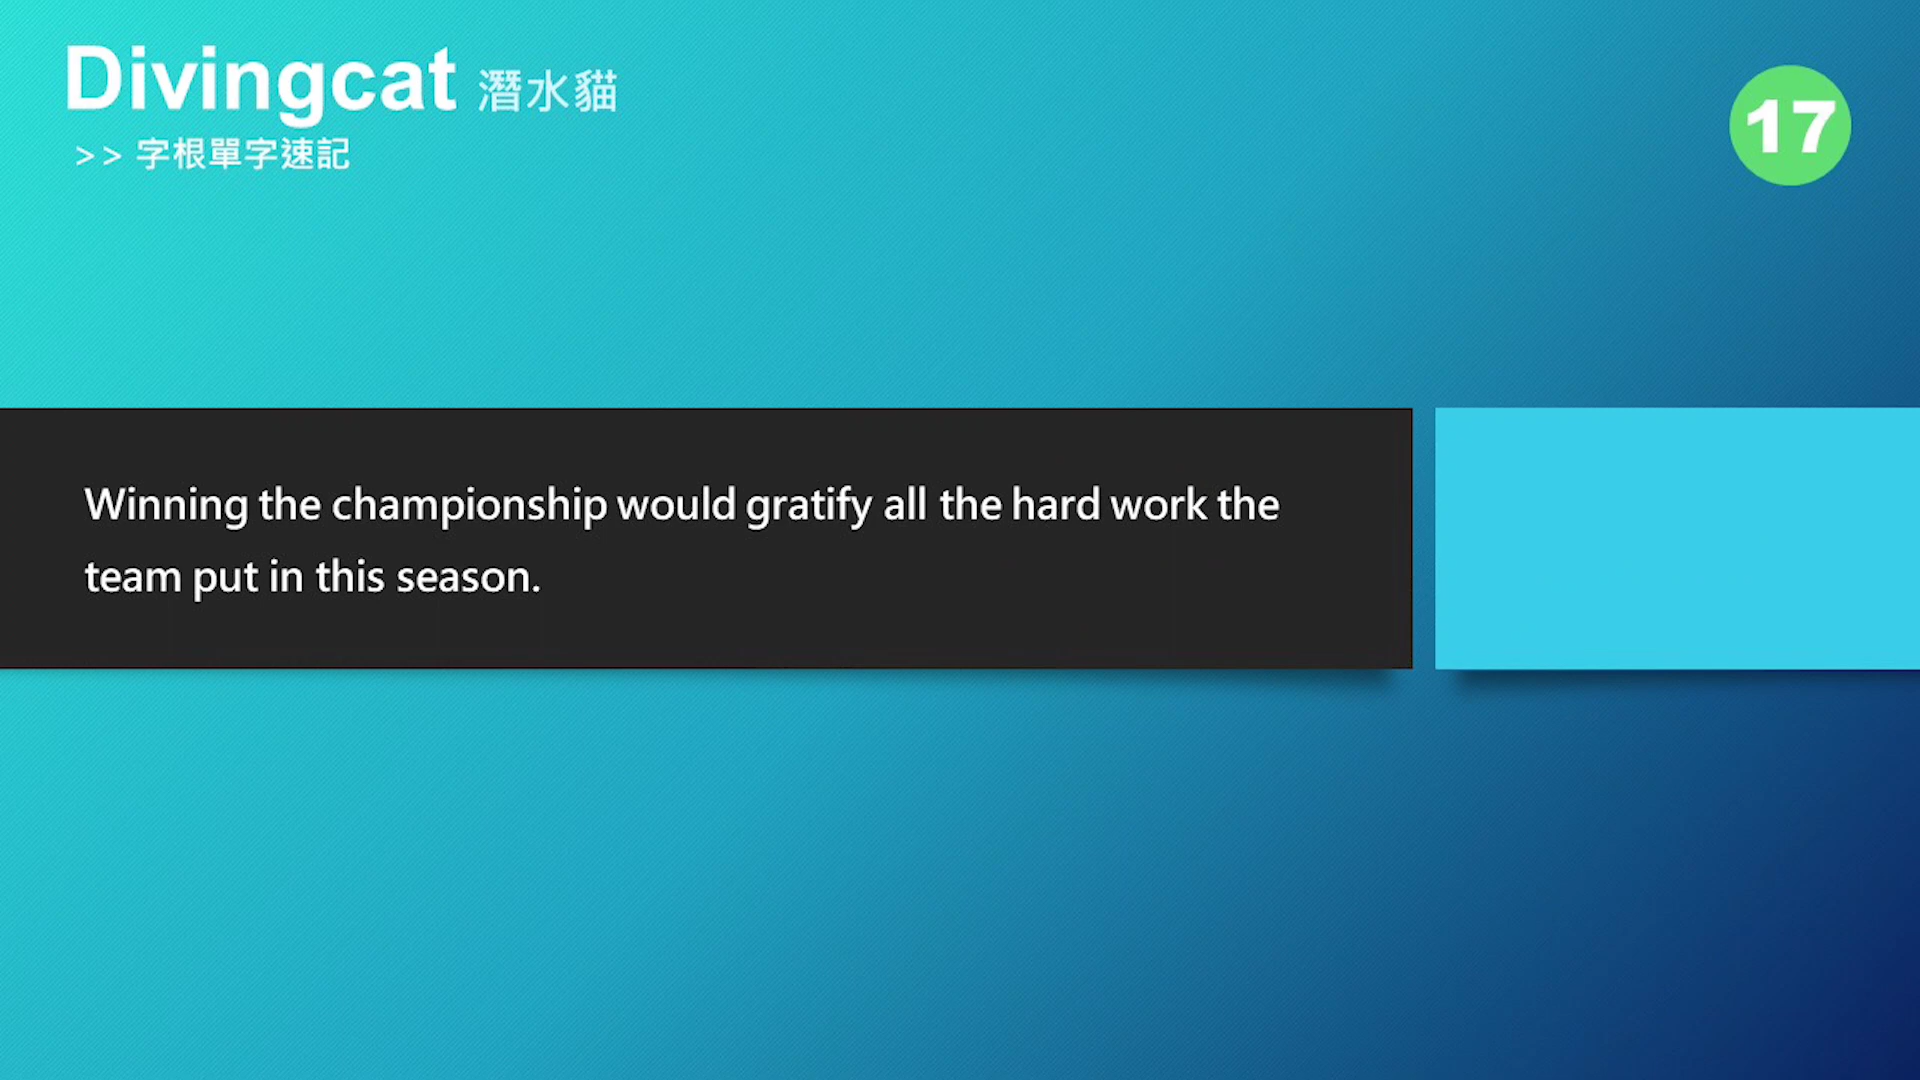 Divingcat 潛水貓
>> 字根單字速記
17
Winning the championship would gratify all the hard work the
team put in this season.